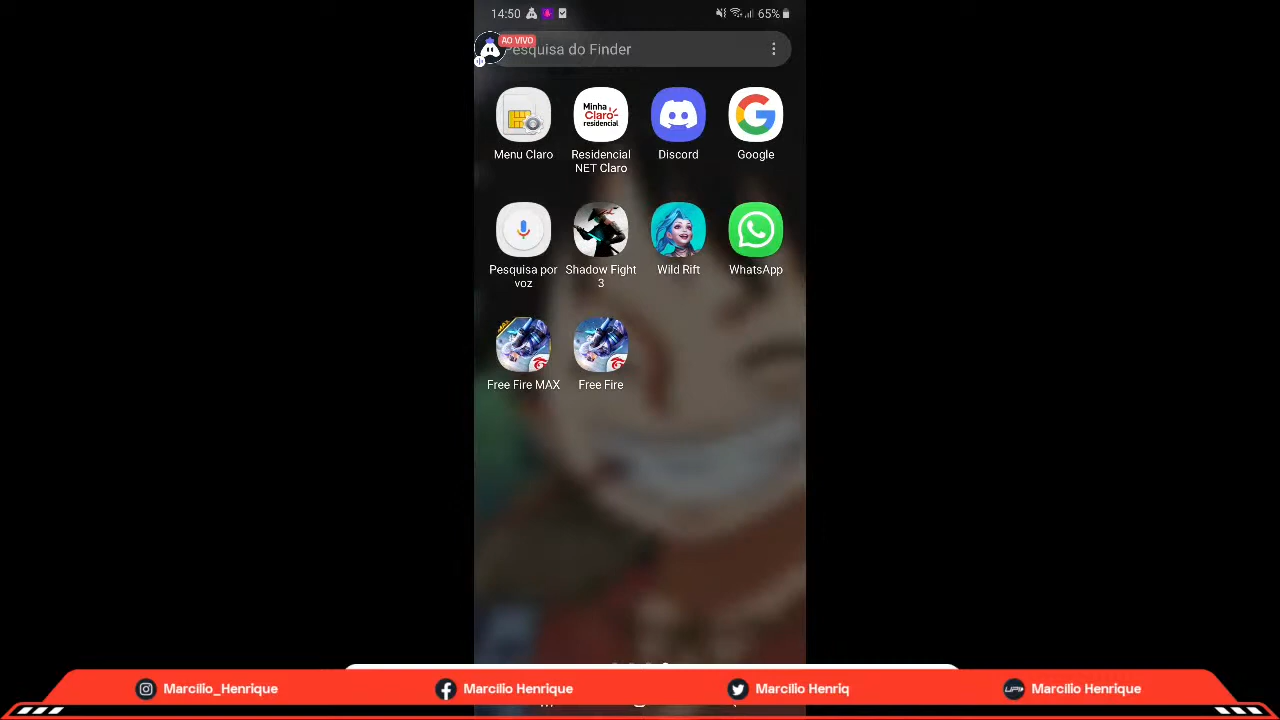 14:50
65%
AO VIVO
Pesquisa do Finder
Minha
Claro
residencial
Menu Claro
Residencial
NET Claro
Discord
Google
Pesquisa por
voz
Shadow Fight
3
Wild Rift
WhatsApp
MAX
Free Fire MAX
Free Fire
Marcilio_Henrique
Marcilio Henrique
Marcilio Henriq
Marcilio Henrique